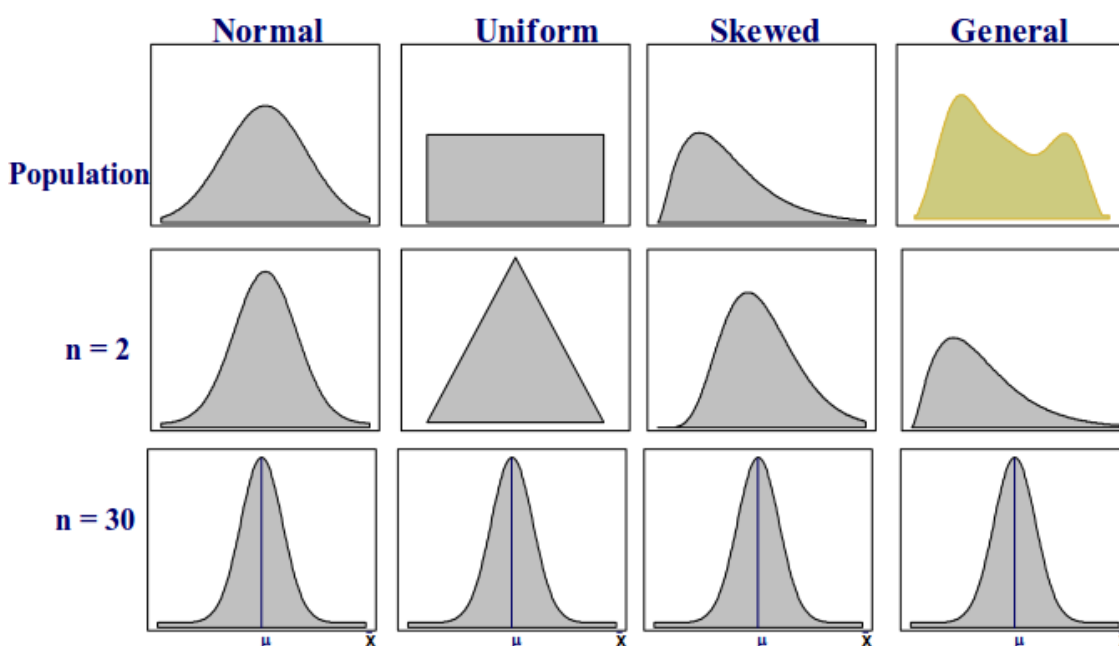 Normal Uniform Skewed General
Population
n = 2
n = 30
μ x̄ μ x̄ μ x̄ μ